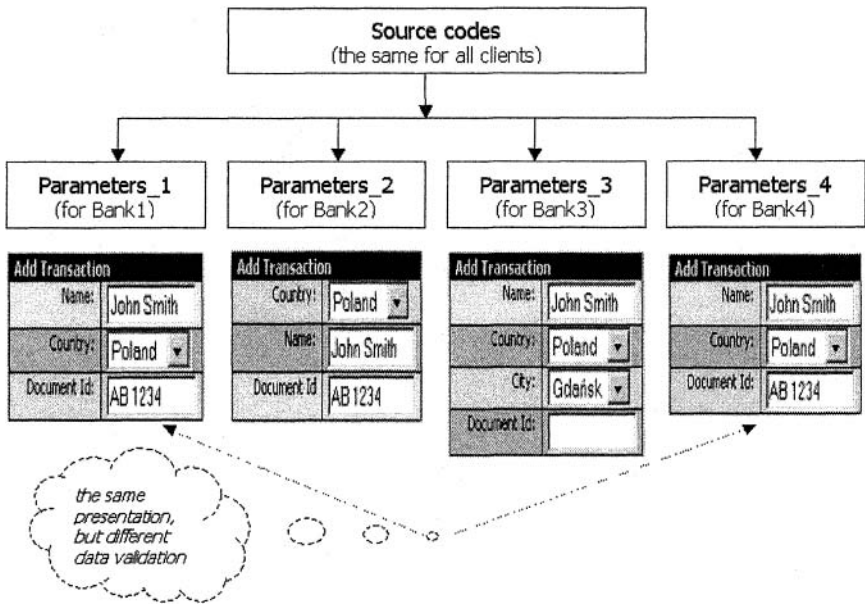 Source codes
(the same for all clients)
Parameters_1
(for Bank1)
Parameters_2
(for Bank2)
Parameters_3
(for Bank3)
Parameters_4
(for Bank4)
Add Transaction
Name: John Smith
Country: Poland
Document Id: AB 1234
Add Transaction
Country: Poland
Name: John Smith
Document Id AB 1234
Add Transaction
Name: John Smith
Country: Poland
City: Gdańsk
Document Id:
Add Transaction
Name: John Smith
Country: Poland
Document Id: AB 1234
the same
presentation,
but different
data validation